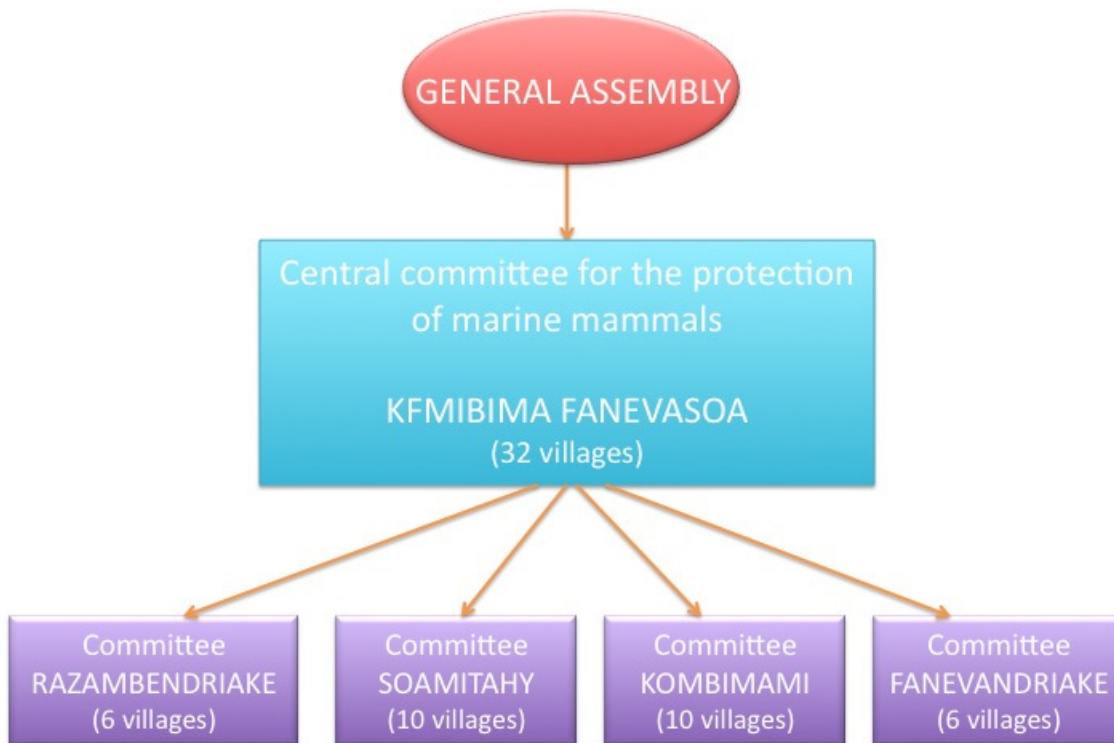 GENERAL ASSEMBLY
Central committee for the protection
of marine mammals
KFMIBIMA FANEVASOA
(32 villages)
Committee
RAZAMBENDRIAKE
(6 villages)
Committee
SOAMITAHY
(10 villages)
Committee
KOMBIMAMI
(10 villages)
Committee
FANEVANDRIAKE
(6 villages)